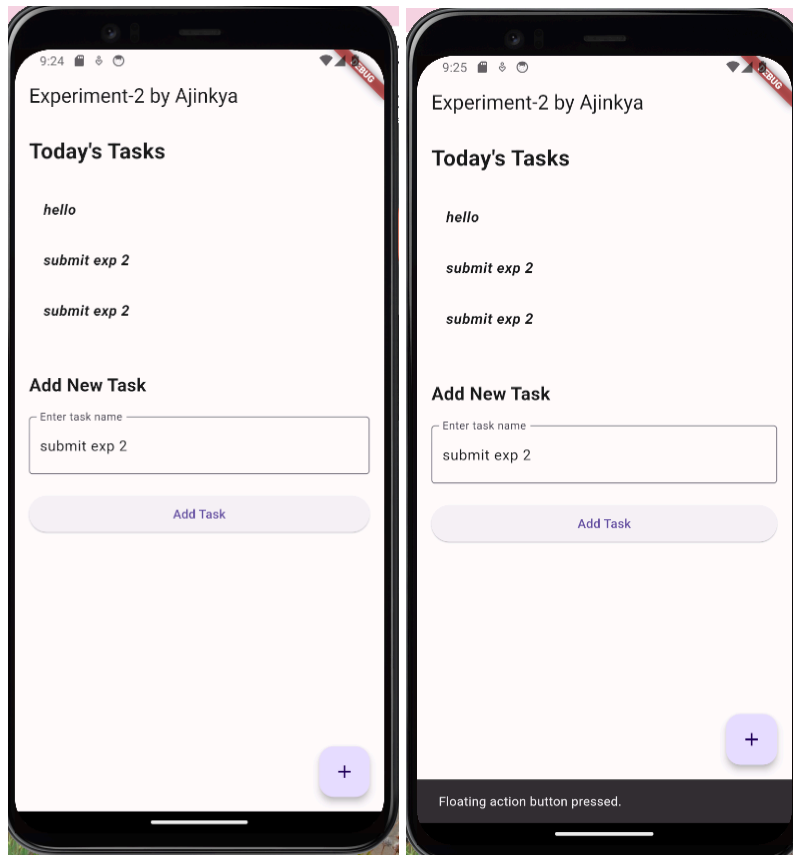 9:24
DEBUG
Experiment-2 by Ajinkya
Today's Tasks
hello
submit exp 2
submit exp 2
Add New Task
Enter task name
submit exp 2
Add Task
+
9:25
DEBUG
Experiment-2 by Ajinkya
Today's Tasks
hello
submit exp 2
submit exp 2
Add New Task
Enter task name
submit exp 2
Add Task
+
Floating action button pressed.